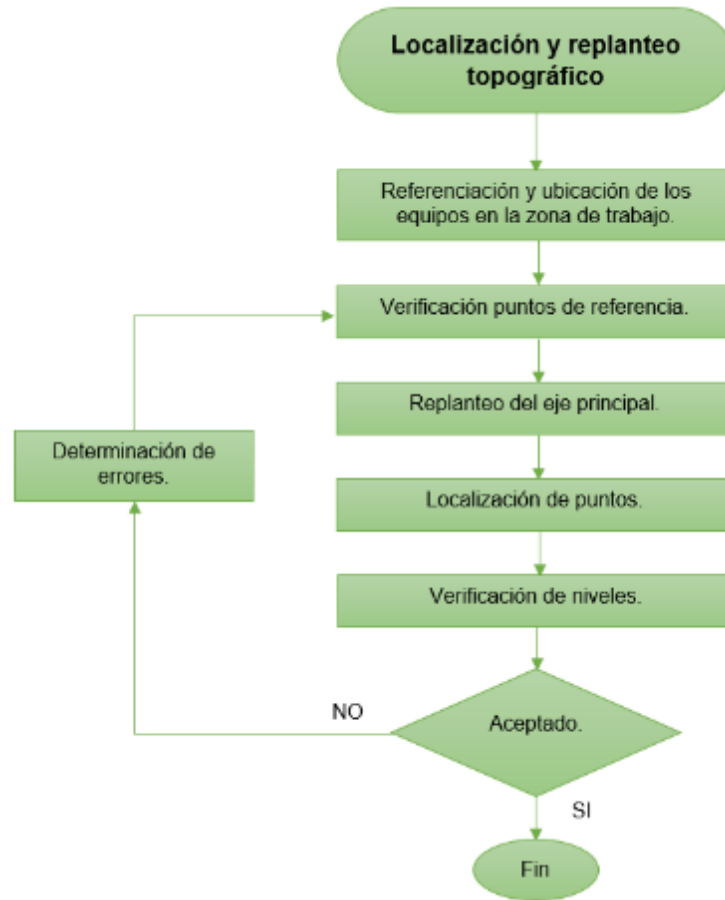 Localización y replanteo
topográfico
Referenciación y ubicación de los
equipos en la zona de trabajo.
Verificación puntos de referencia.
Replanteo del eje principal.
Determinación de
errores.
Localización de puntos.
Verificación de niveles.
NO
Aceptado.
SI
Fin